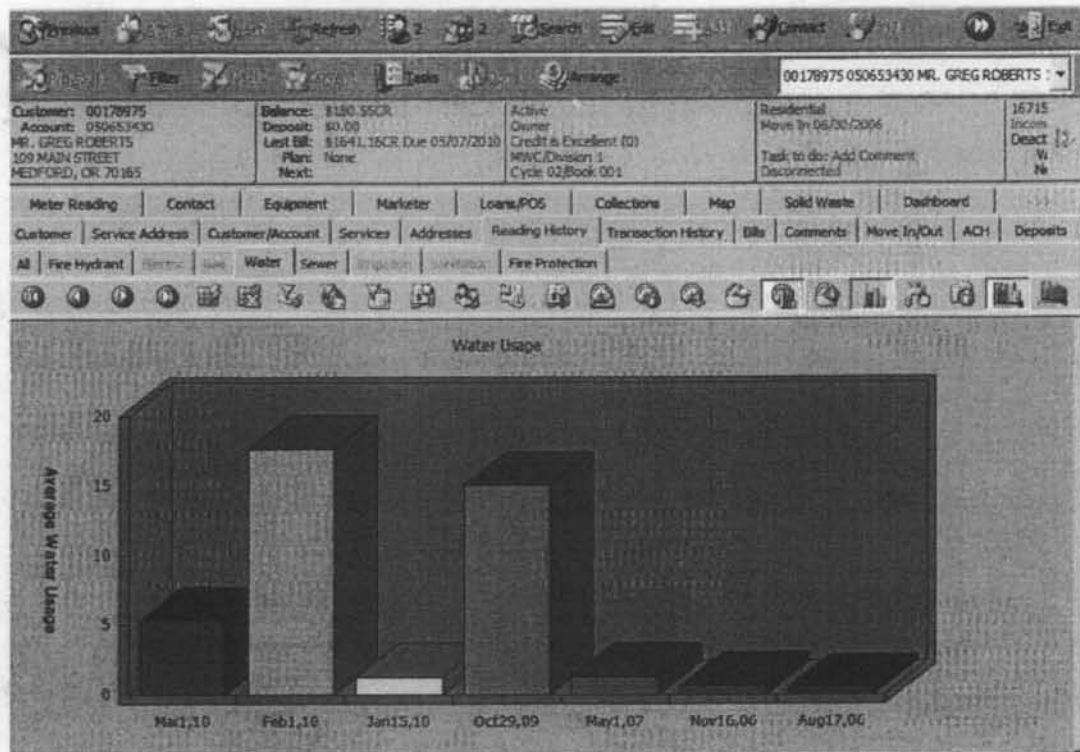 Previous Refresh 2 2 Search Edit Contact Exit
Filter Tasks Arrange 00178975 050653430 MR. GREG ROBERTS
Customer: 00178975 Balance: $180.55CR Active Residential 16715
Account: 050653430 Deposit: $0.00 Owner Move In 06/30/2006 Incom
MR. GREG ROBERTS Last Bill: $1641.16CR Due 05/07/2010 Credit is Excellent (0) Deact
109 MAIN STREET Plan: None MWC/Division 1 Task to do: Add Comment
MEDFORD, OR 70165 Next: Cycle 02/Book 001 Disconnected
Meter Reading Contact Equipment Marketer Loans/POS Collections Map Solid Waste Dashboard
Customer Service Address Customer/Account Services Addresses Reading History Transaction History Bills Comments Move In/Out ACH Deposits
All Fire Hydrant Electric Gas Water Sewer Irrigation Fire Protection
Water Usage
Average Water Usage
20
15
10
5
0
Mar1,10 Feb1,10 Jan15,10 Oct29,09 May1,07 Nov16,06 Aug17,06